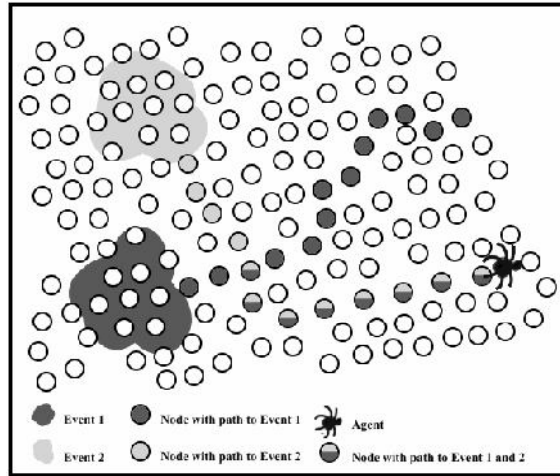 Event 1 Node with path to Event 1 Agent
Event 2 Node with path to Event 2 Node with path to Event 1 and 2